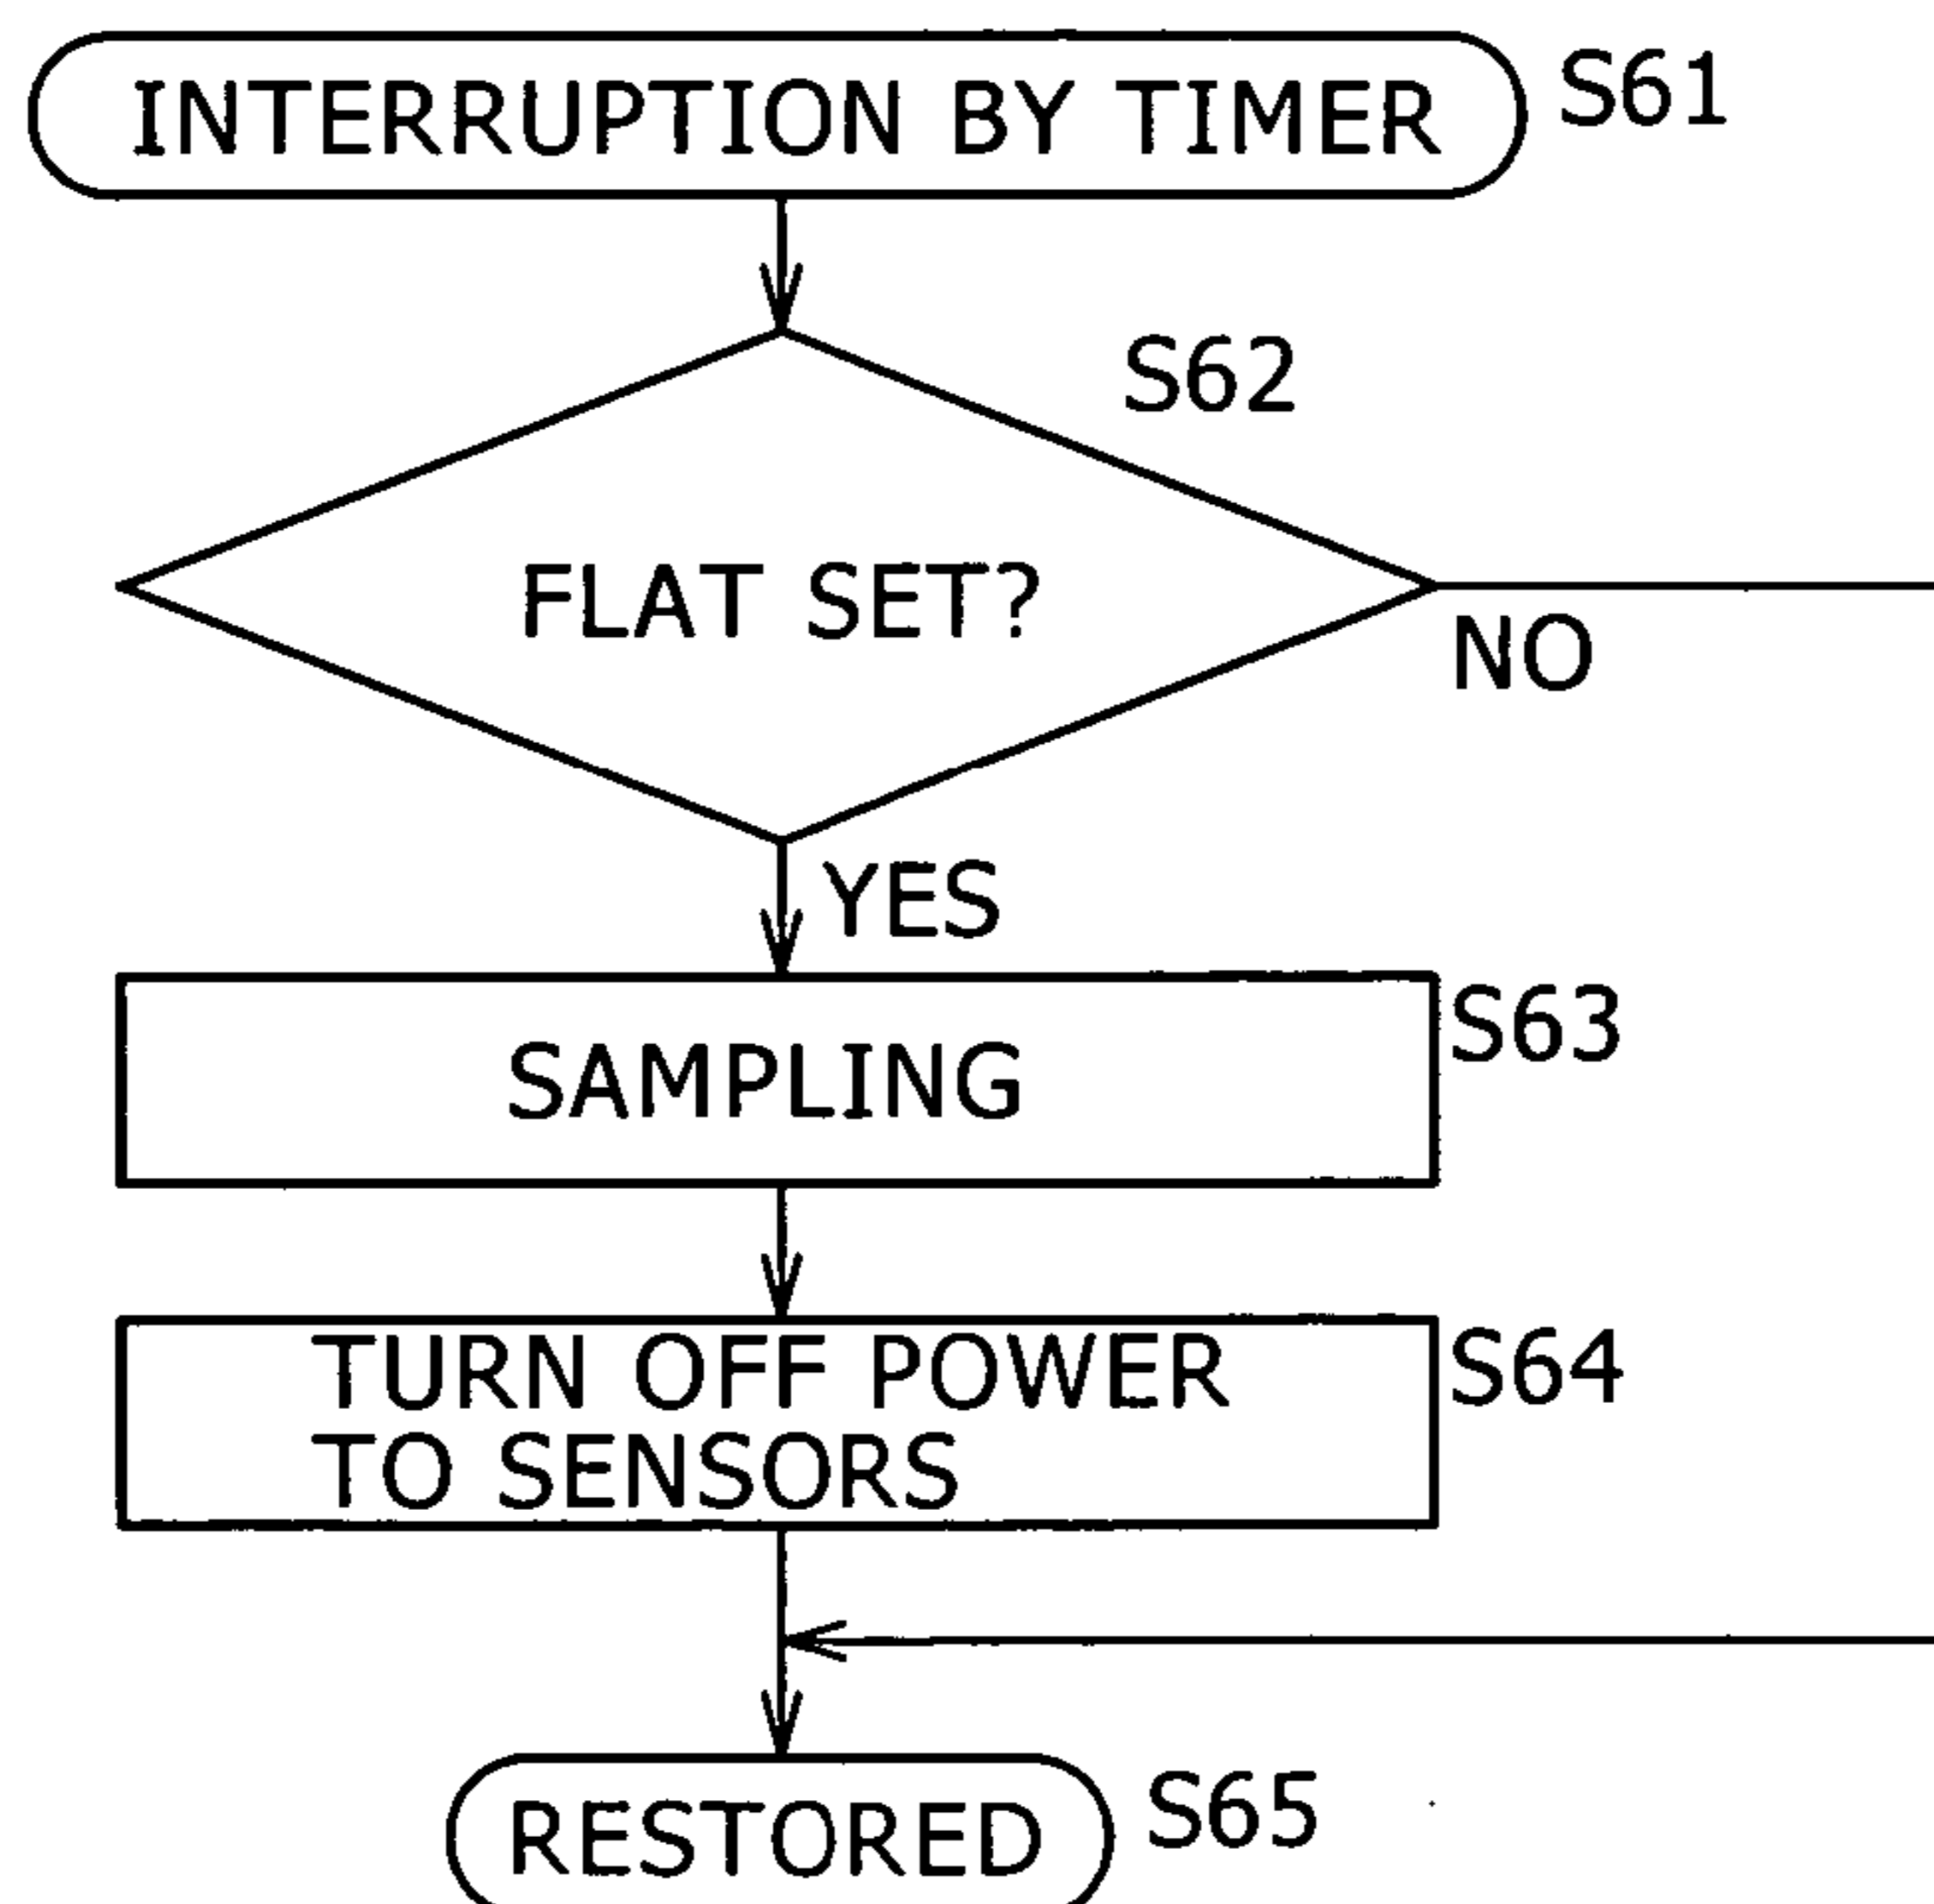 INTERRUPTION BY TIMER S61
S62
FLAT SET?
NO
YES
S63
SAMPLING
TURN OFF POWER S64
TO SENSORS
RESTORED S65